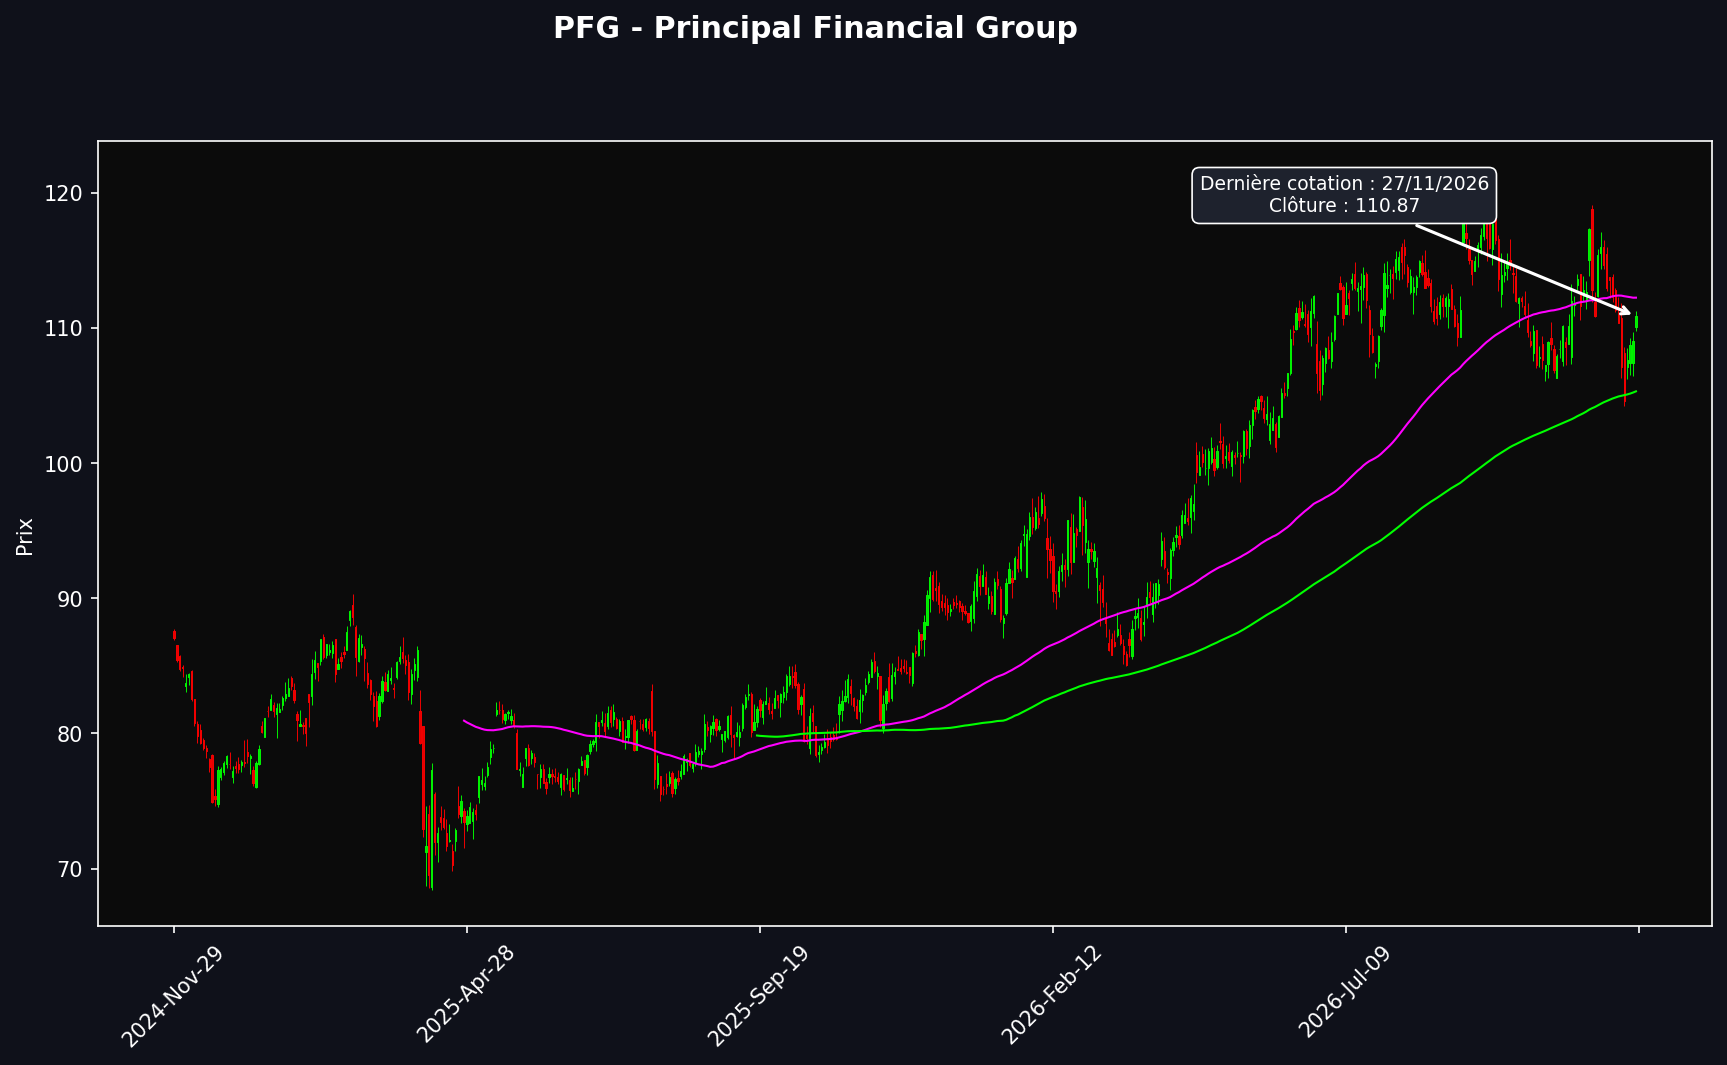 PFG - Principal Financial Group
Dernière cotation : 27/11/2026
Clôture : 110.87
120
110
100
90
80
70
Prix
2024-Nov-29
2025-Apr-28
2025-Sep-19
2026-Feb-12
2026-Jul-09